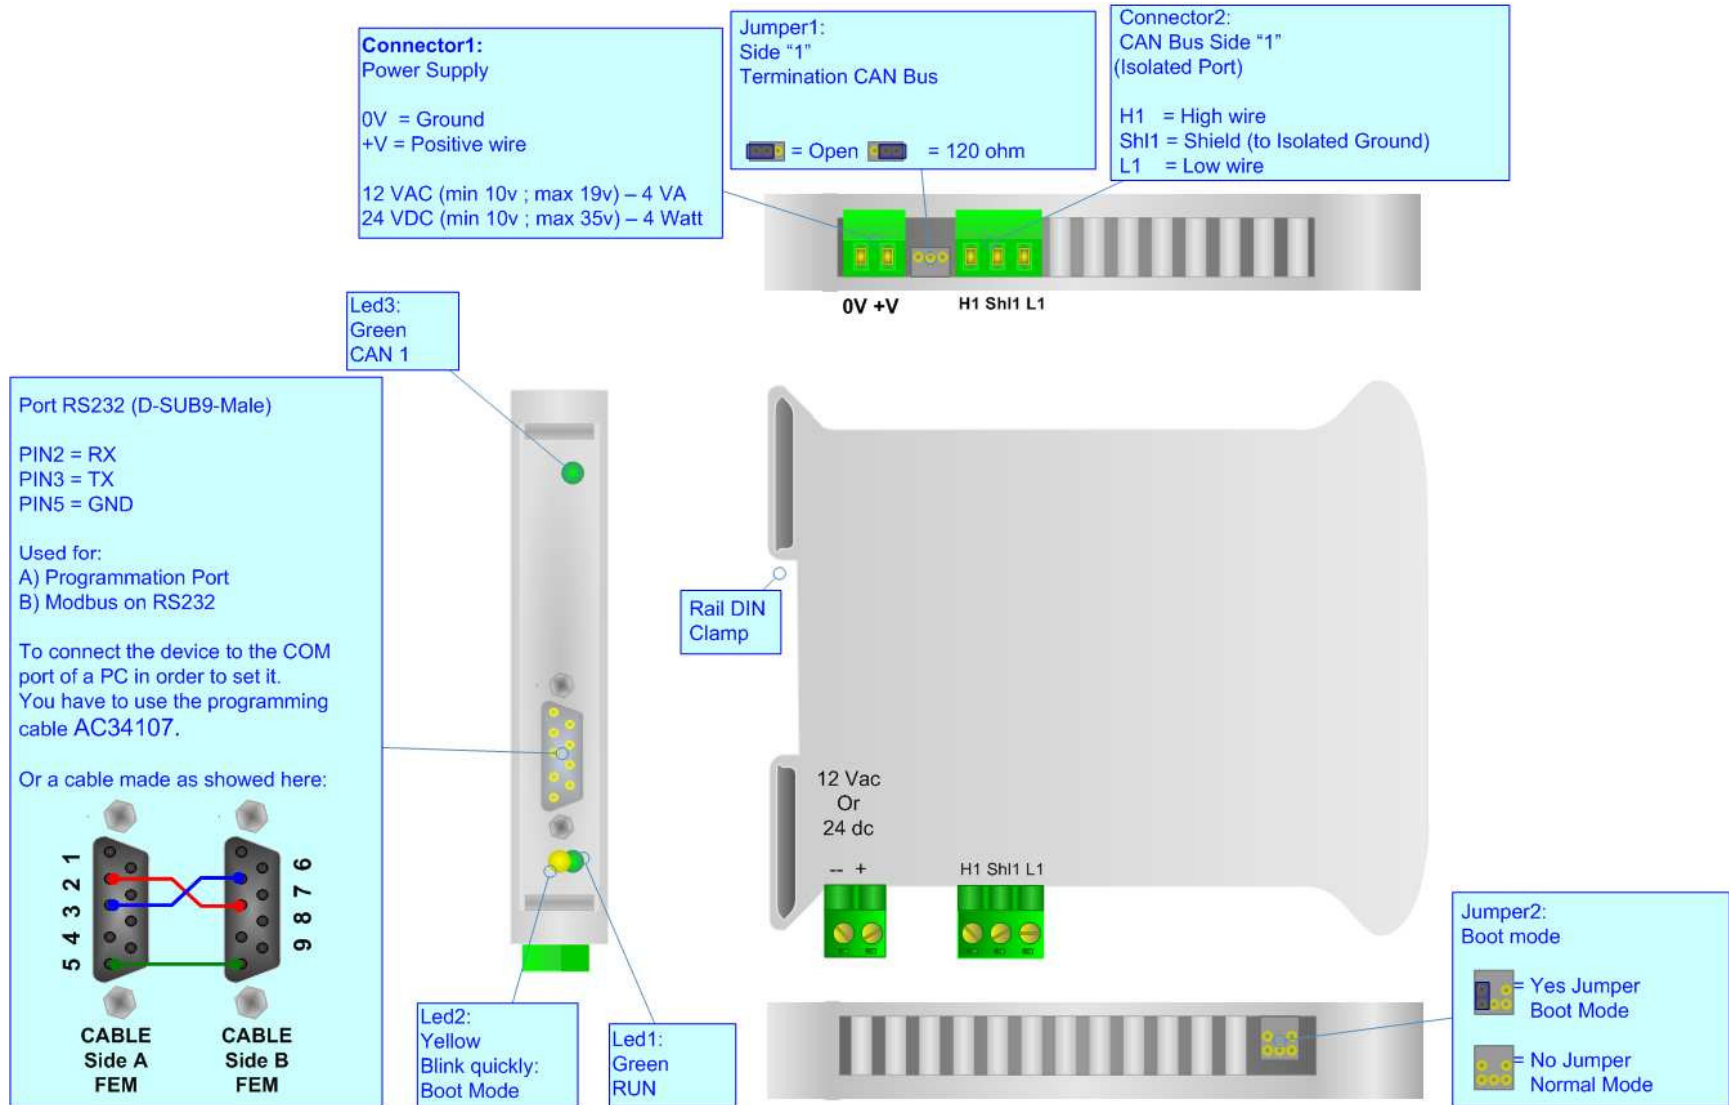 Connector1:
Power Supply
0V = Ground
+V = Positive wire
12 VAC (min 10v ; max 19v) – 4 VA
24 VDC (min 10v ; max 35v) – 4 Watt
Jumper1:
Side “1”
Termination CAN Bus
= Open
= 120 ohm
Connector2:
CAN Bus Side “1”
(Isolated Port)
H1 = High wire
Shl1 = Shield (to Isolated Ground)
L1 = Low wire
0V +V
H1 Shl1 L1
Led3:
Green
CAN 1
Port RS232 (D-SUB9-Male)
PIN2 = RX
PIN3 = TX
PIN5 = GND
Used for:
A) Programmation Port
B) Modbus on RS232
To connect the device to the COM
port of a PC in order to set it.
You have to use the programming
cable AC34107.
Or a cable made as showed here:
1
2
3
4
5
6
7
8
9
CABLE
Side A
FEM
CABLE
Side B
FEM
Rail DIN
Clamp
12 Vac
Or
24 dc
-- +
H1 Shl1 L1
Led2:
Yellow
Blink quickly:
Boot Mode
Led1:
Green
RUN
Jumper2:
Boot mode
= Yes Jumper
Boot Mode
= No Jumper
Normal Mode